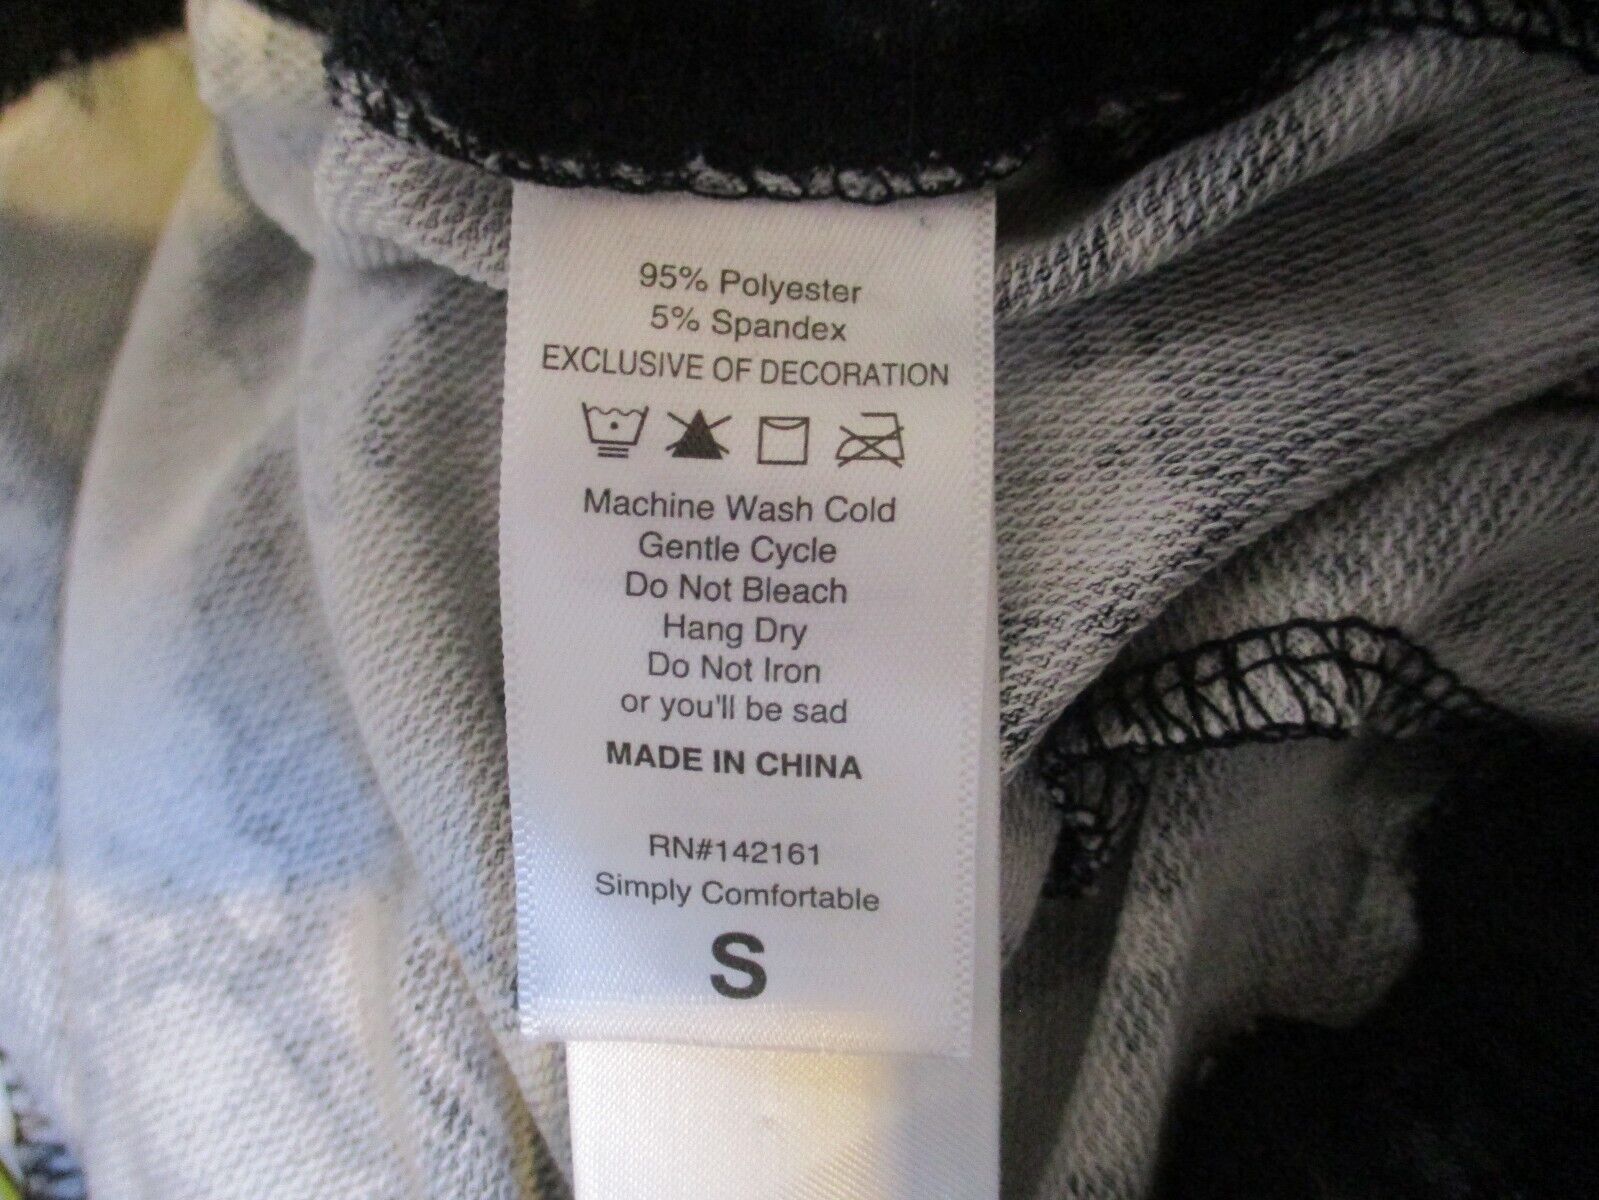 95% Polyester
5% Spandex
EXCLUSIVE OF DECORATION
Machine Wash Cold
Gentle Cycle
Do Not Bleach
Hang Dry
Do Not Iron
or you'll be sad
MADE IN CHINA
RN#142161
Simply Comfortable
S